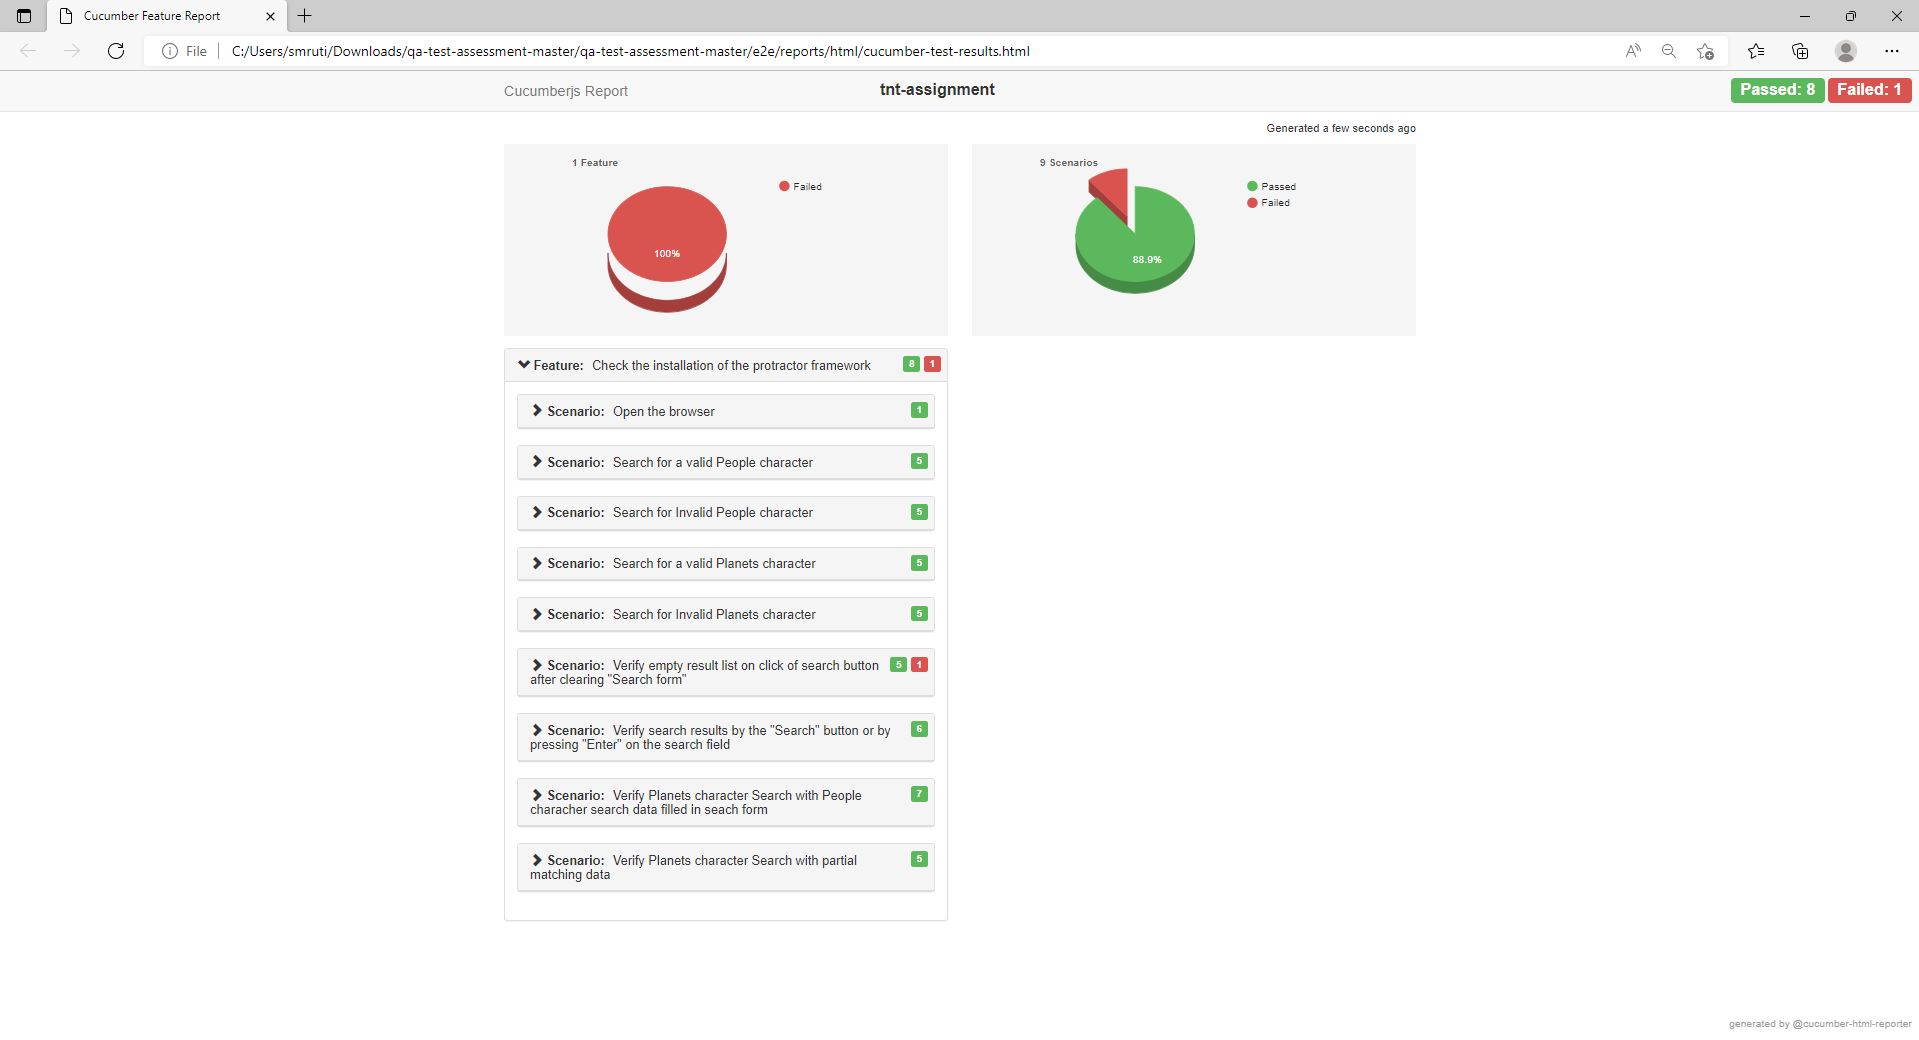 Cucumber Feature Report
File
C:/Users/smruti/Downloads/qa-test-assessment-master/qa-test-assessment-master/e2e/reports/html/cucumber-test-results.html
Cucumberjs Report
tnt-assignment
Passed: 8
Failed: 1
Generated a few seconds ago
1 Feature
Failed
100%
9 Scenarios
Passed
Failed
88.9%
Feature: Check the installation of the protractor framework 8 1
Scenario: Open the browser 1
Scenario: Search for a valid People character 5
Scenario: Search for Invalid People character 5
Scenario: Search for a valid Planets character 5
Scenario: Search for Invalid Planets character 5
Scenario: Verify empty result list on click of search button 5 1
after clearing "Search form"
Scenario: Verify search results by the "Search" button or by 6
pressing "Enter" on the search field
Scenario: Verify Planets character Search with People 7
characher search data filled in seach form
Scenario: Verify Planets character Search with partial 5
matching data
generated by @cucumber-html-reporter